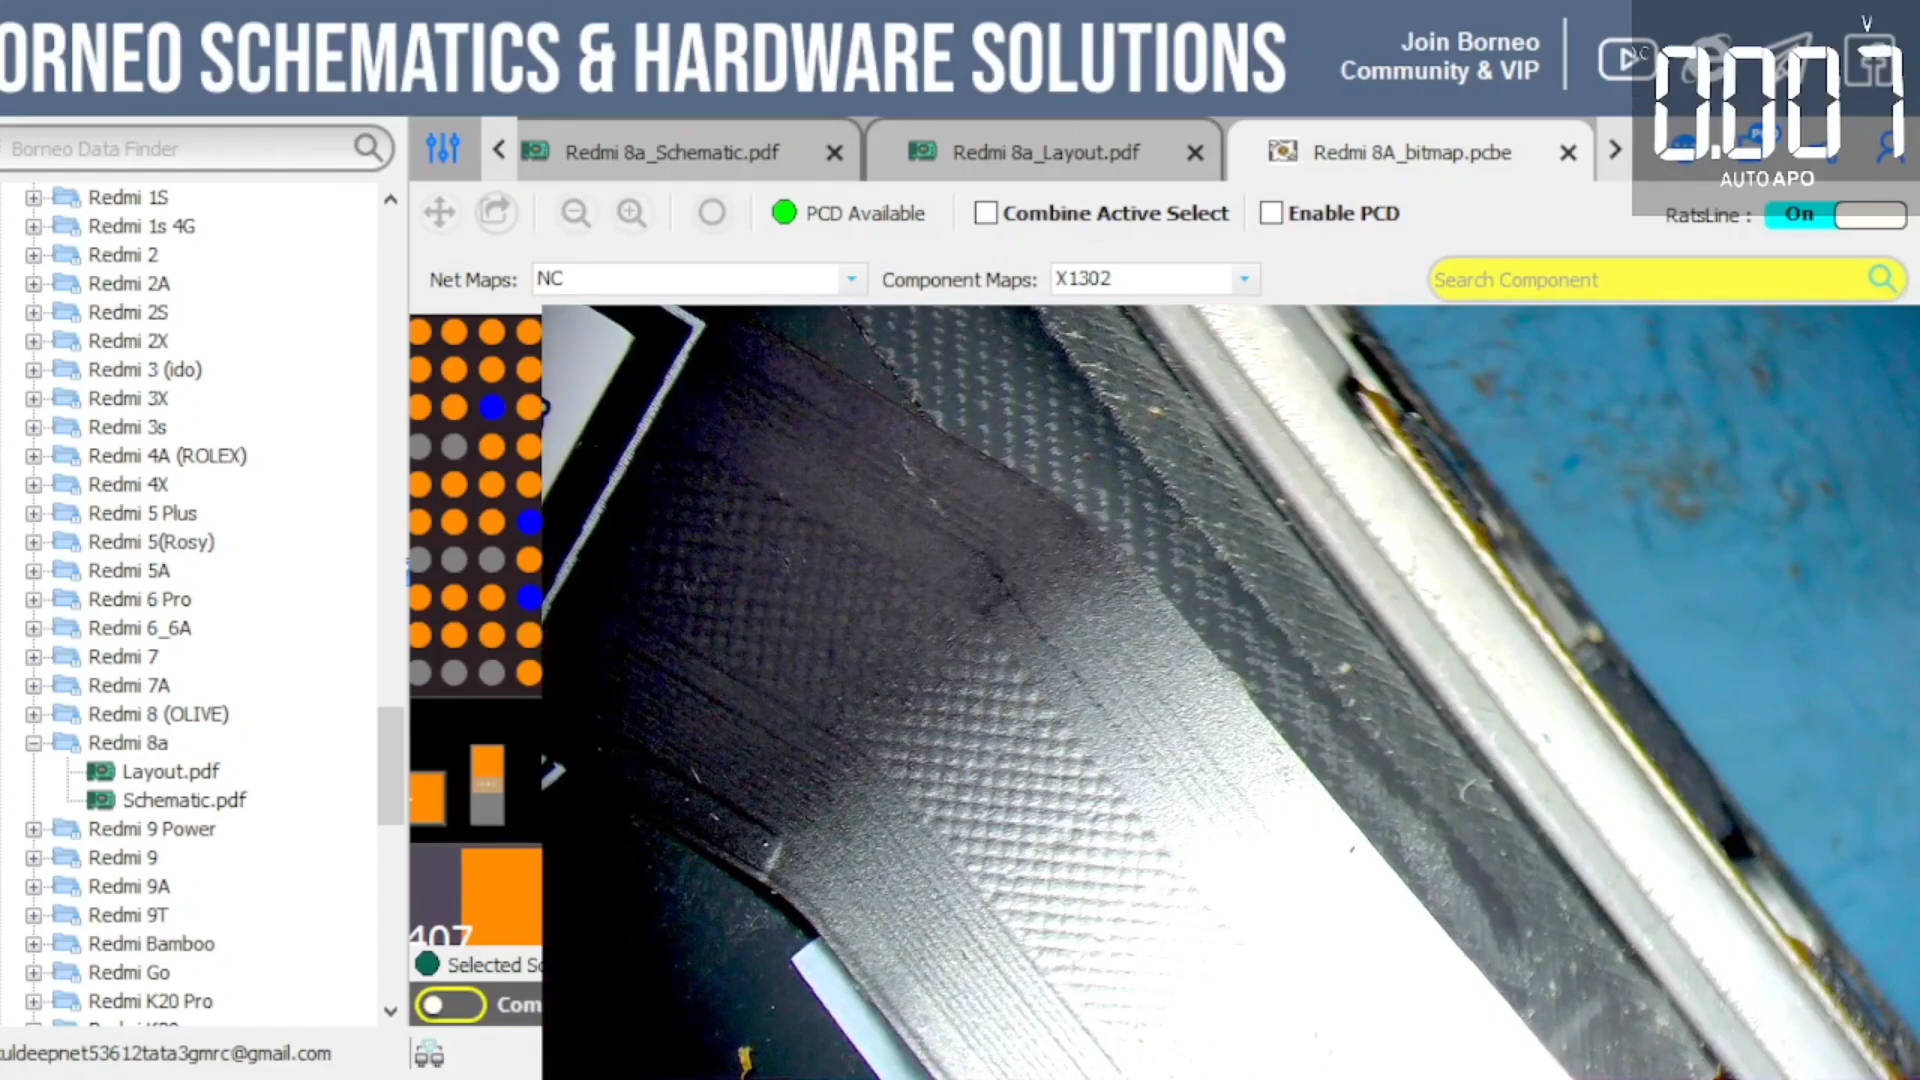 ORNEO SCHEMATICS & HARDWARE SOLUTIONS
Join Borneo
Community & VIP
V
0.007
AUTO APO
Borneo Data Finder
Redmi 8a_Schematic.pdf
Redmi 8a_Layout.pdf
Redmi 8A_bitmap.pcbe
PCD Available
Combine Active Select
Enable PCD
RatsLine :
On
Net Maps:
NC
Component Maps:
X1302
Search Component
Redmi 1S
Redmi 1s 4G
Redmi 2
Redmi 2A
Redmi 2S
Redmi 2X
Redmi 3 (ido)
Redmi 3X
Redmi 3s
Redmi 4A (ROLEX)
Redmi 4X
Redmi 5 Plus
Redmi 5(Rosy)
Redmi 5A
Redmi 6 Pro
Redmi 6_6A
Redmi 7
Redmi 7A
Redmi 8 (OLIVE)
Redmi 8a
Layout.pdf
Schematic.pdf
Redmi 9 Power
Redmi 9
Redmi 9A
Redmi 9T
Redmi Bamboo
Redmi Go
Redmi K20 Pro
407
Selected Sc
Com
uldeepnet53612tata3gmrc@gmail.com